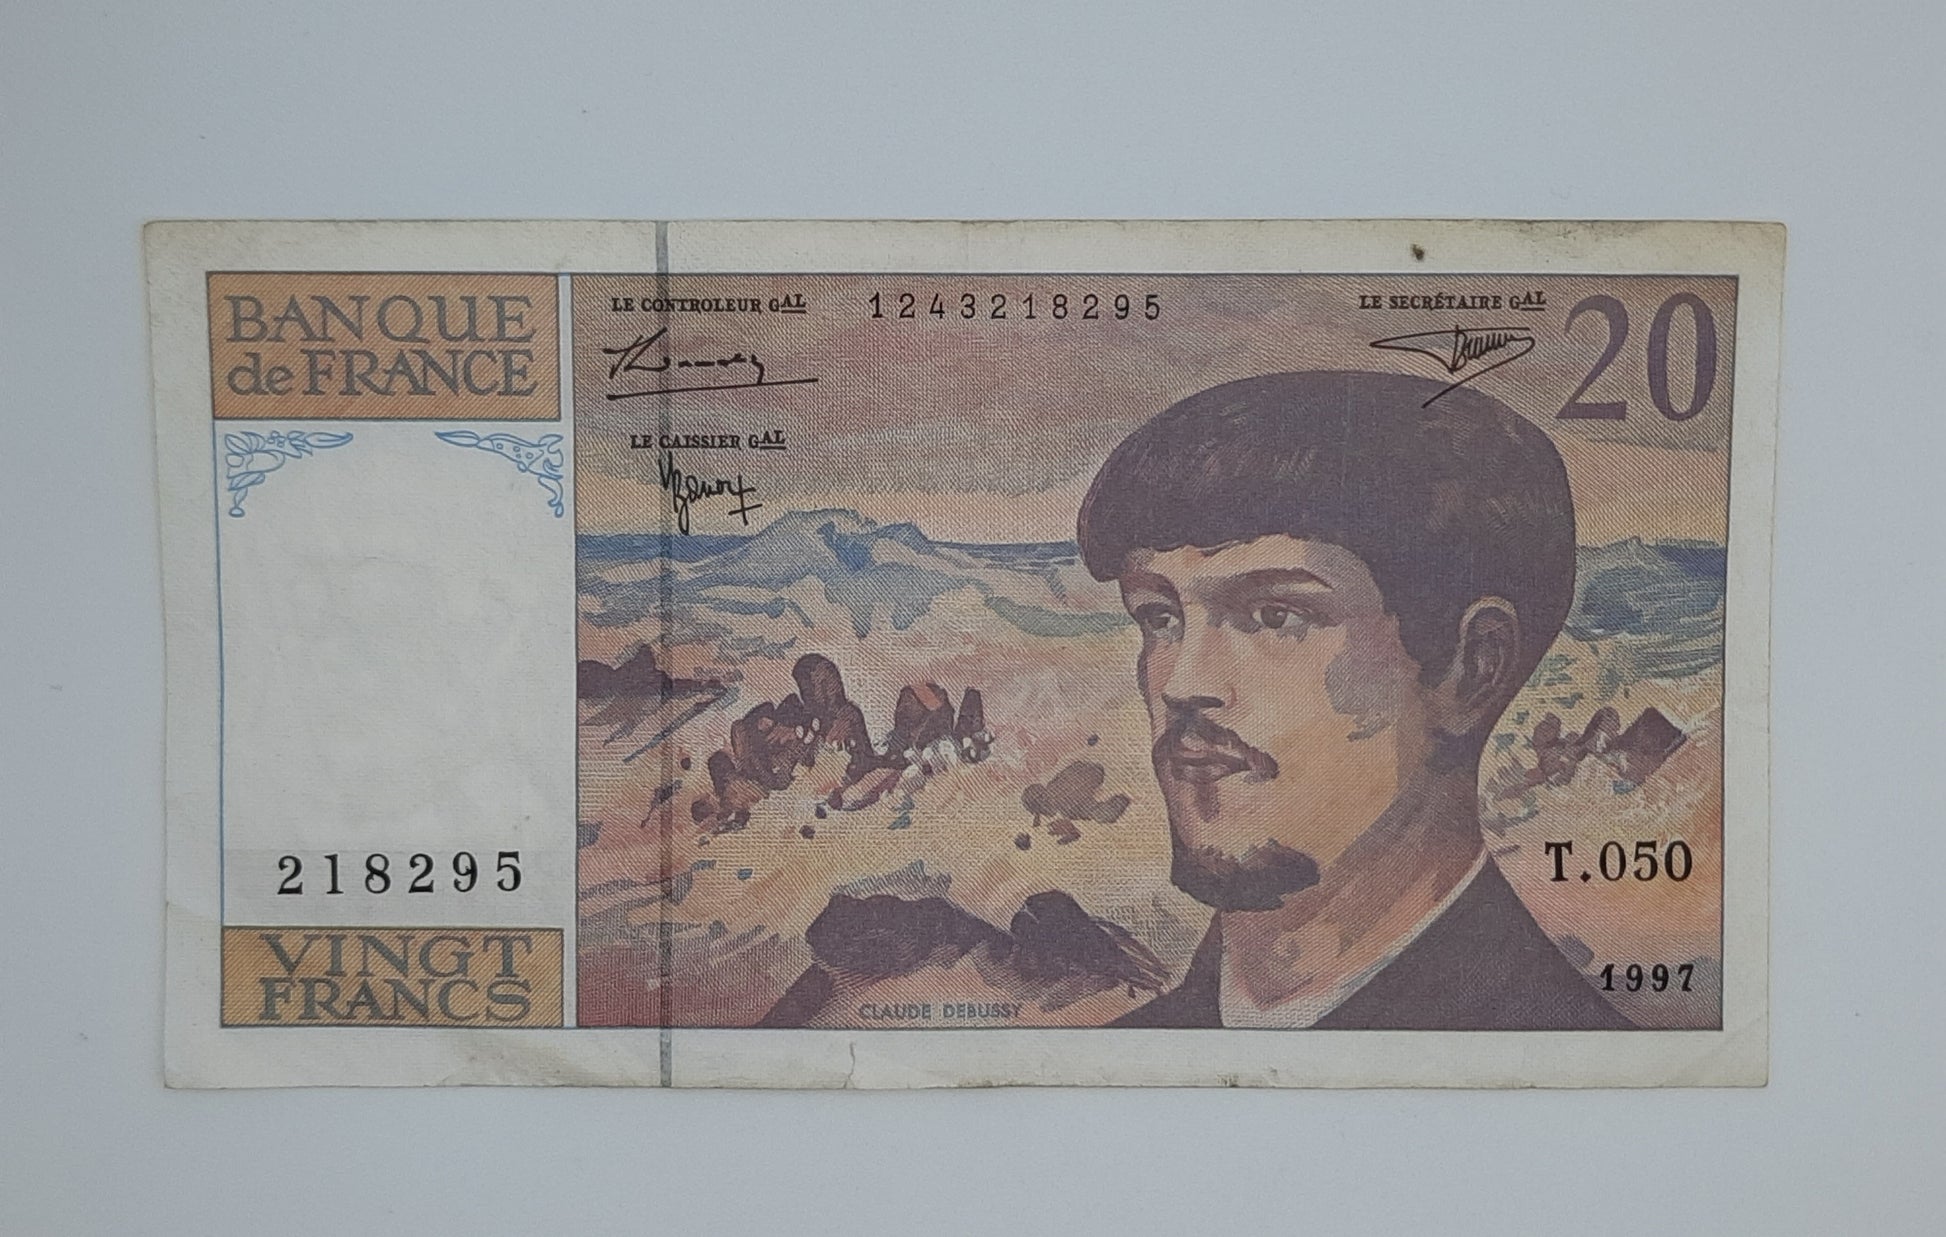 BANQUE
de FRANCE
LE CONTROLEUR GAL
1243218295
LE SECRÉTAIRE GAL
20
LE CAISSIER GAL
218295
T.050
VINGT
FRANCS
1997
CLAUDE DEBUSSY